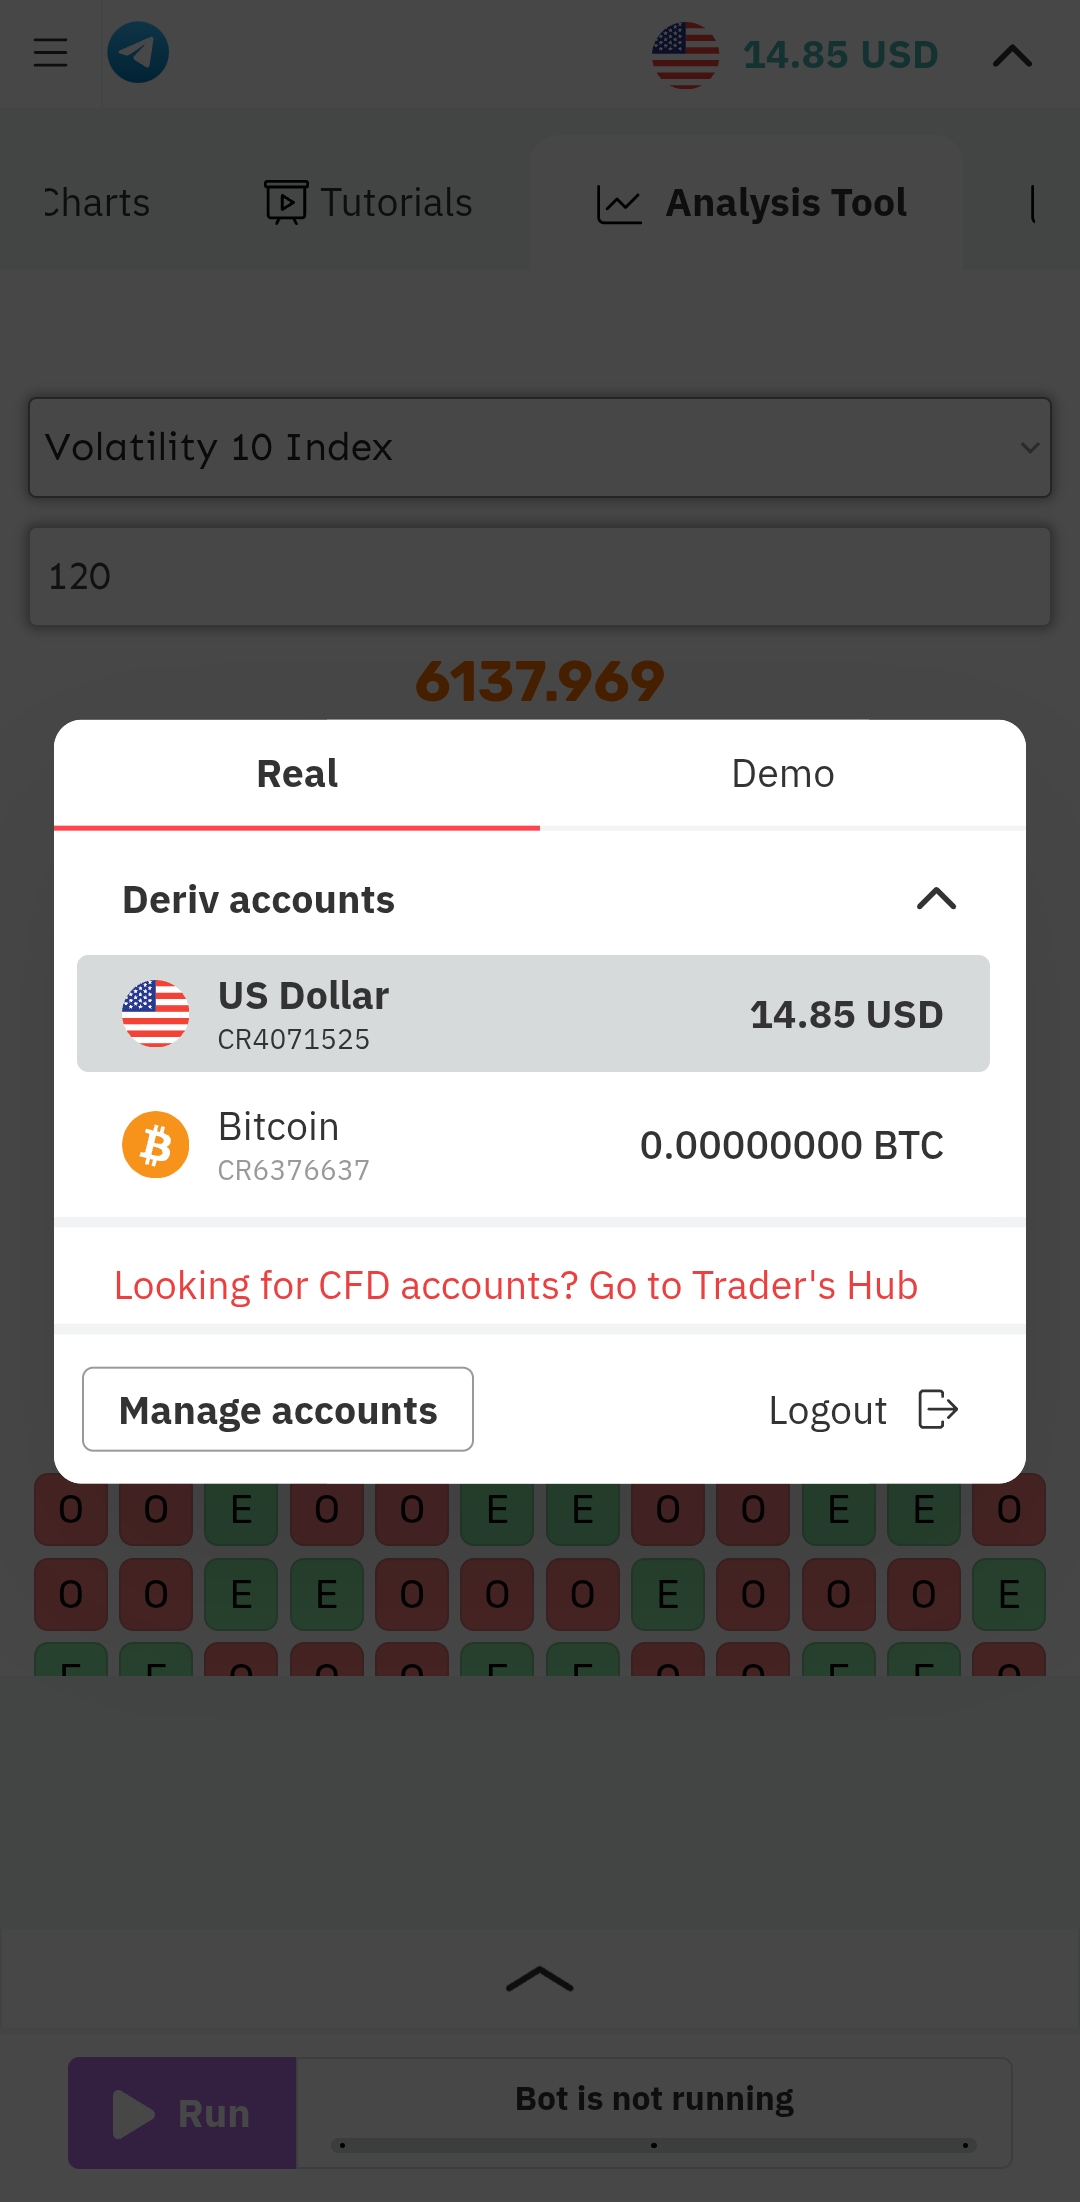 14.85 USD
Charts
Tutorials
Analysis Tool
Volatility 10 Index
120
6137.969
Real
Demo
Deriv accounts
US Dollar
14.85 USD
CR4071525
Bitcoin
0.00000000 BTC
CR6376637
Looking for CFD accounts? Go to Trader's Hub
Manage accounts
Logout
O O E O O E E O O E E O
O O E E O O O E O O O E
E E O O O E E O O E E O
Run
Bot is not running